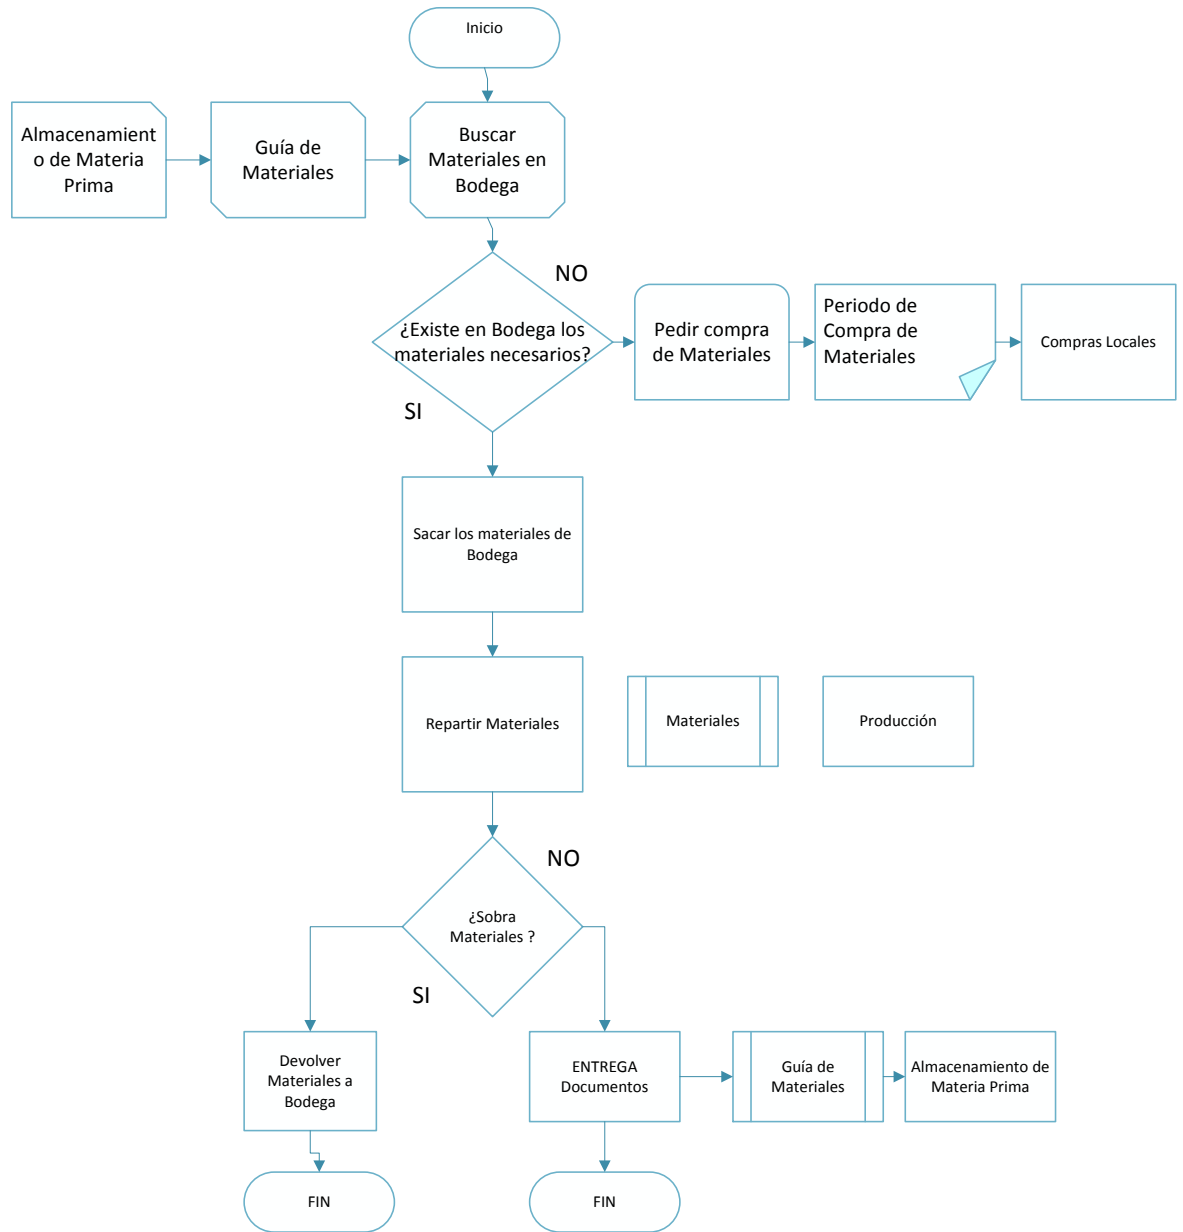 Inicio
Almacenamient
o de Materia
Prima
Guía de
Materiales
Buscar
Materiales en
Bodega
NO
¿Existe en Bodega los
materiales necesarios?
SI
Pedir compra
de Materiales
Periodo de
Compra de
Materiales
Compras Locales
Sacar los materiales de
Bodega
Repartir Materiales
Materiales
Producción
NO
¿Sobra
Materiales ?
SI
Devolver
Materiales a
Bodega
ENTREGA
Documentos
Guía de
Materiales
Almacenamiento de
Materia Prima
FIN
FIN